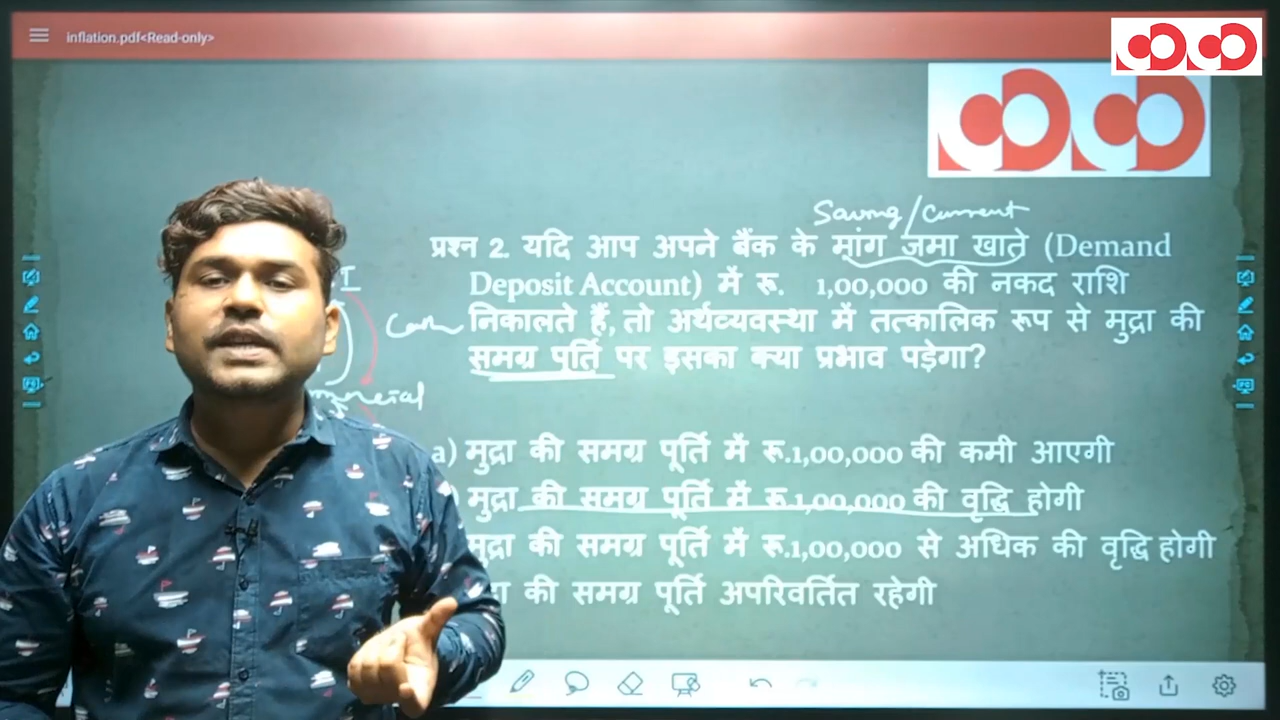 inflation.pdf<Read-only>
Saving/Current
प्रश्न 2. यदि आप अपने बैंक के मांग जमा खाते (Demand
Deposit Account) में रू. 1,00,000 की नकद राशि
Cash निकालते हैं, तो अर्थव्यवस्था में तत्कालिक रूप से मुद्रा की
समग्र पूर्ति पर इसका क्या प्रभाव पड़ेगा?
a) मुद्रा की समग्र पूर्ति में रू.1,00,000 की कमी आएगी
मुद्रा की समग्र पूर्ति में रू.1,00,000 की वृद्धि होगी
मुद्रा की समग्र पूर्ति में रू.1,00,000 से अधिक की वृद्धि होगी
की समग्र पूर्ति अपरिवर्तित रहेगी